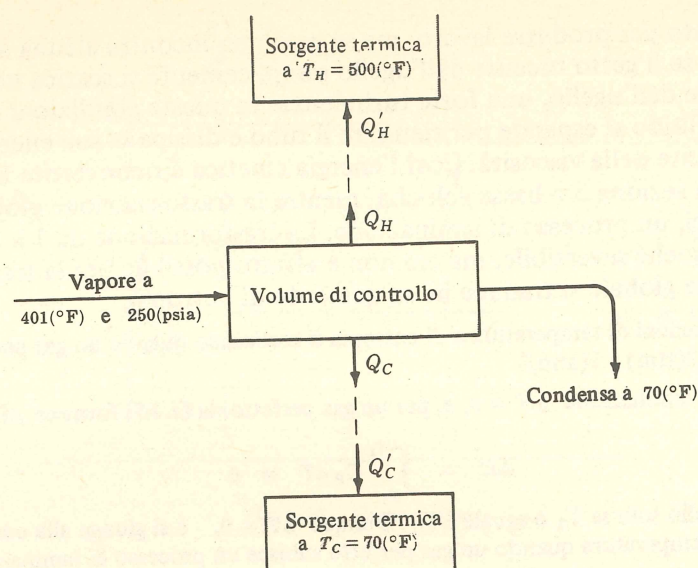 Sorgente termica
a T_H = 500(°F)
Q'_H
Q_H
Vapore a
401(°F) e 250(psia)
Volume di controllo
Q_C
Condensa a 70(°F)
Q'_C
Sorgente termica
a T_C = 70(°F)